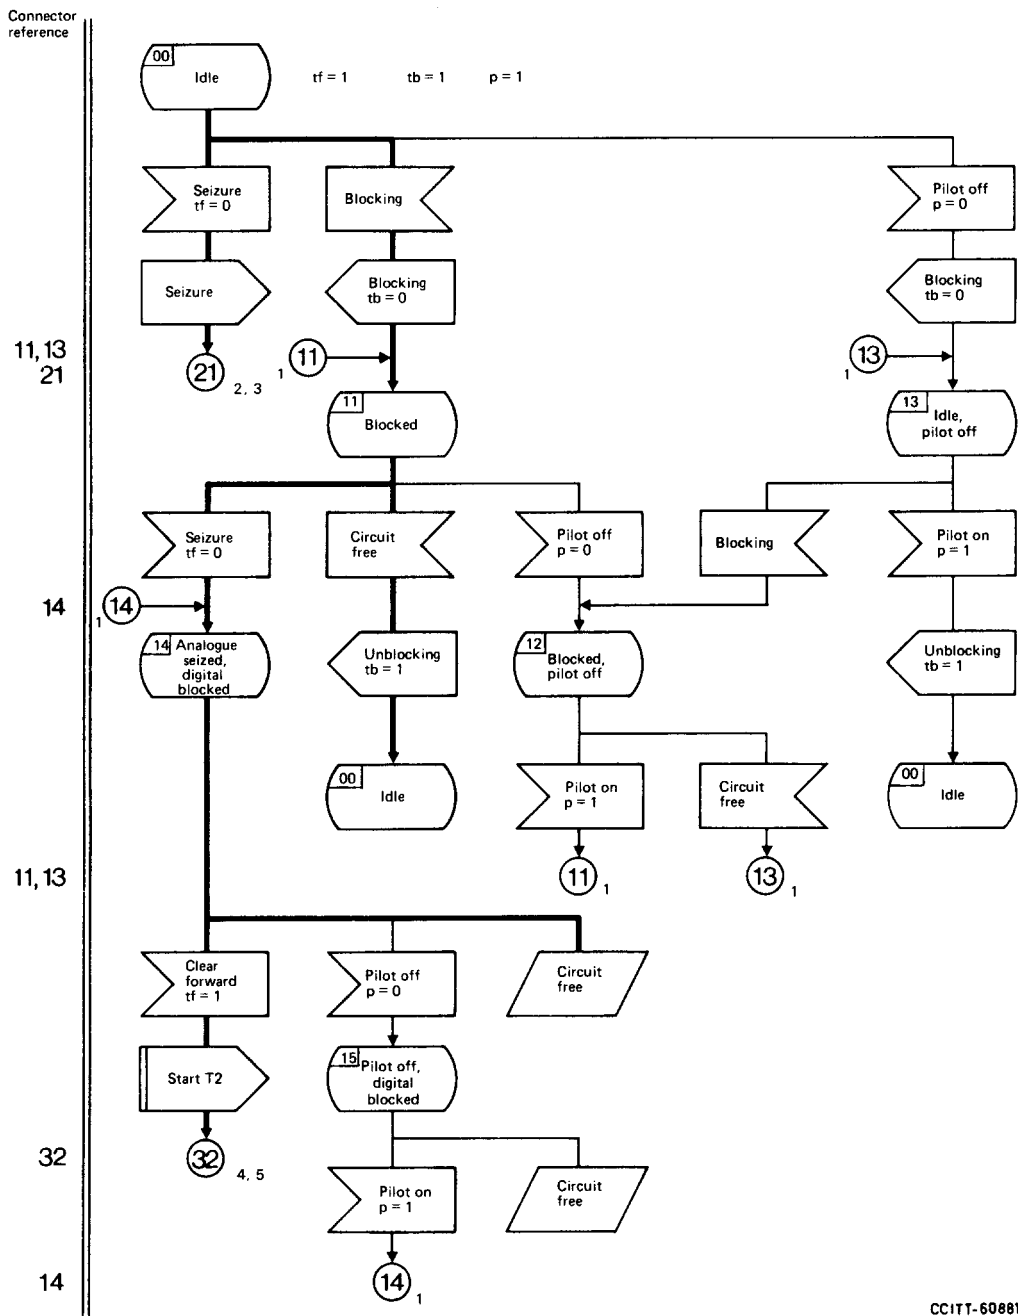 Connector
reference
00
Idle
tf = 1
tb = 1
p = 1
Seizure
tf = 0
Blocking
Pilot off
p = 0
Seizure
Blocking
tb = 0
Blocking
tb = 0
11, 13
21
21
2, 3
1
11
1
13
11
Blocked
13
Idle,
pilot off
Seizure
tf = 0
Circuit
free
Pilot off
p = 0
Blocking
Pilot on
p = 1
14
1
14
14
Analogue
seized,
digital
blocked
Unblocking
tb = 1
12
Blocked,
pilot off
Unblocking
tb = 1
00
Idle
Pilot on
p = 1
Circuit
free
00
Idle
11, 13
11
1
13
1
Clear
forward
tf = 1
Pilot off
p = 0
Circuit
free
Start T2
15
Pilot off,
digital
blocked
32
32
4, 5
Pilot on
p = 1
Circuit
free
14
14
1
CCITT-60881